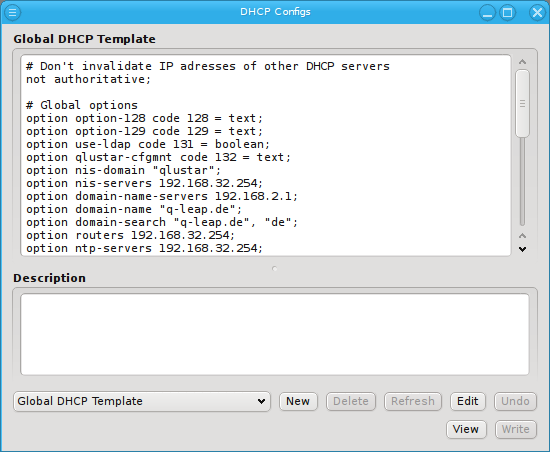 DHCP Configs
Global DHCP Template
# Don't invalidate IP adresses of other DHCP servers
not authoritative;
# Global options
option option-128 code 128 = text;
option option-129 code 129 = text;
option use-ldap code 131 = boolean;
option qlustar-cfgmnt code 132 = text;
option nis-domain "qlustar";
option nis-servers 192.168.32.254;
option domain-name-servers 192.168.2.1;
option domain-name "q-leap.de";
option domain-search "q-leap.de", "de";
option routers 192.168.32.254;
option ntp-servers 192.168.32.254;
Description
Global DHCP Template
New
Delete
Refresh
Edit
Undo
View
Write